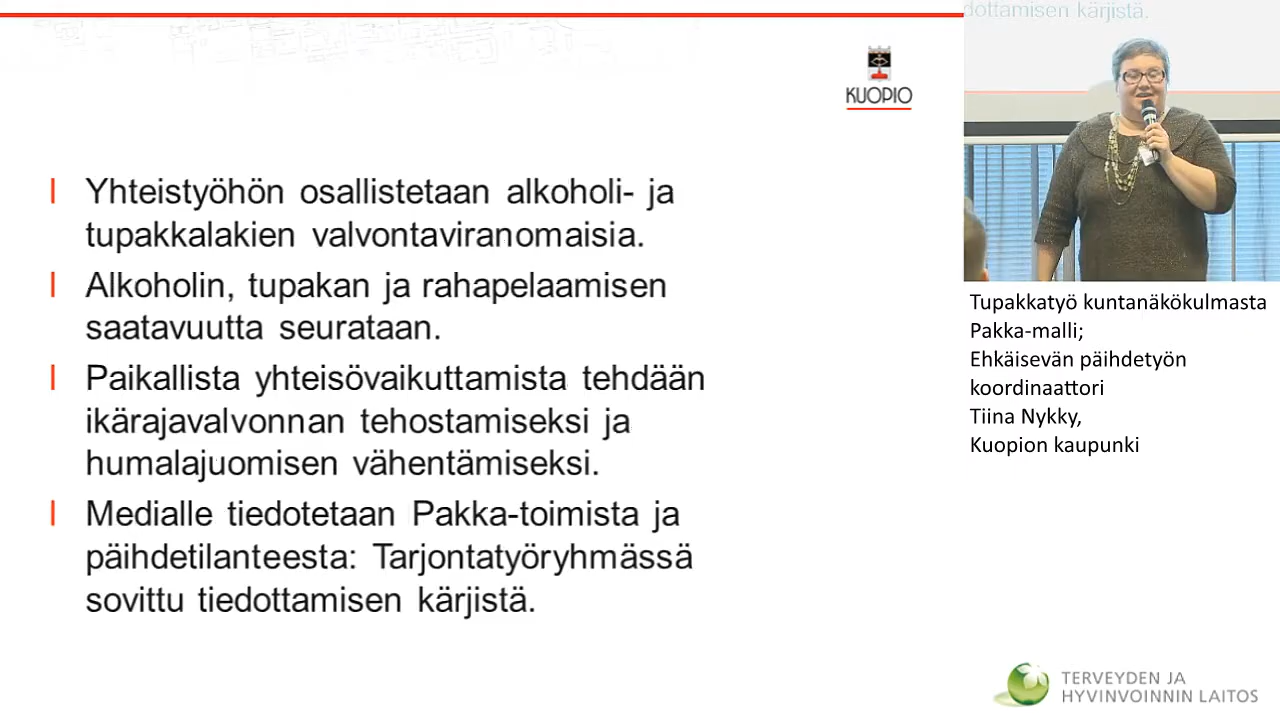 KUOPIO
Yhteistyöhön osallistetaan alkoholi- ja
tupakkalakien valvontaviranomaisia.
Alkoholin, tupakan ja rahapelaamisen
saatavuutta seurataan.
Paikallista yhteisövaikuttamista tehdään
ikärajavalvonnan tehostamiseksi ja
humalajuomisen vähentämiseksi.
Medialle tiedotetaan Pakka-toimista ja
päihdetilanteesta: Tarjontatyöryhmässä
sovittu tiedottamisen kärjistä.
dottamisen kärjistä.
Tupakkatyö kuntanäkökulmasta
Pakka-malli;
Ehkäisevän päihdetyön
koordinaattori
Tiina Nykky,
Kuopion kaupunki
TERVEYDEN JA
HYVINVOINNIN LAITOS